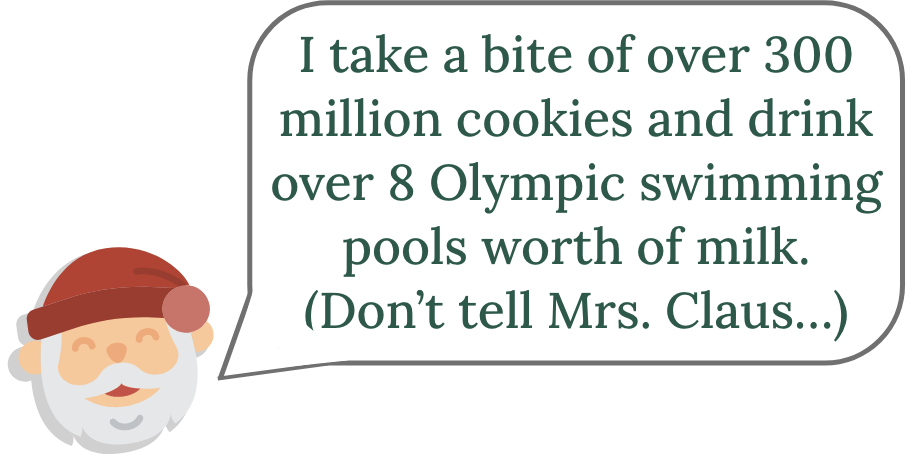 I take a bite of over 300
million cookies and drink
over 8 Olympic swimming
pools worth of milk.
(Don’t tell Mrs. Claus...)